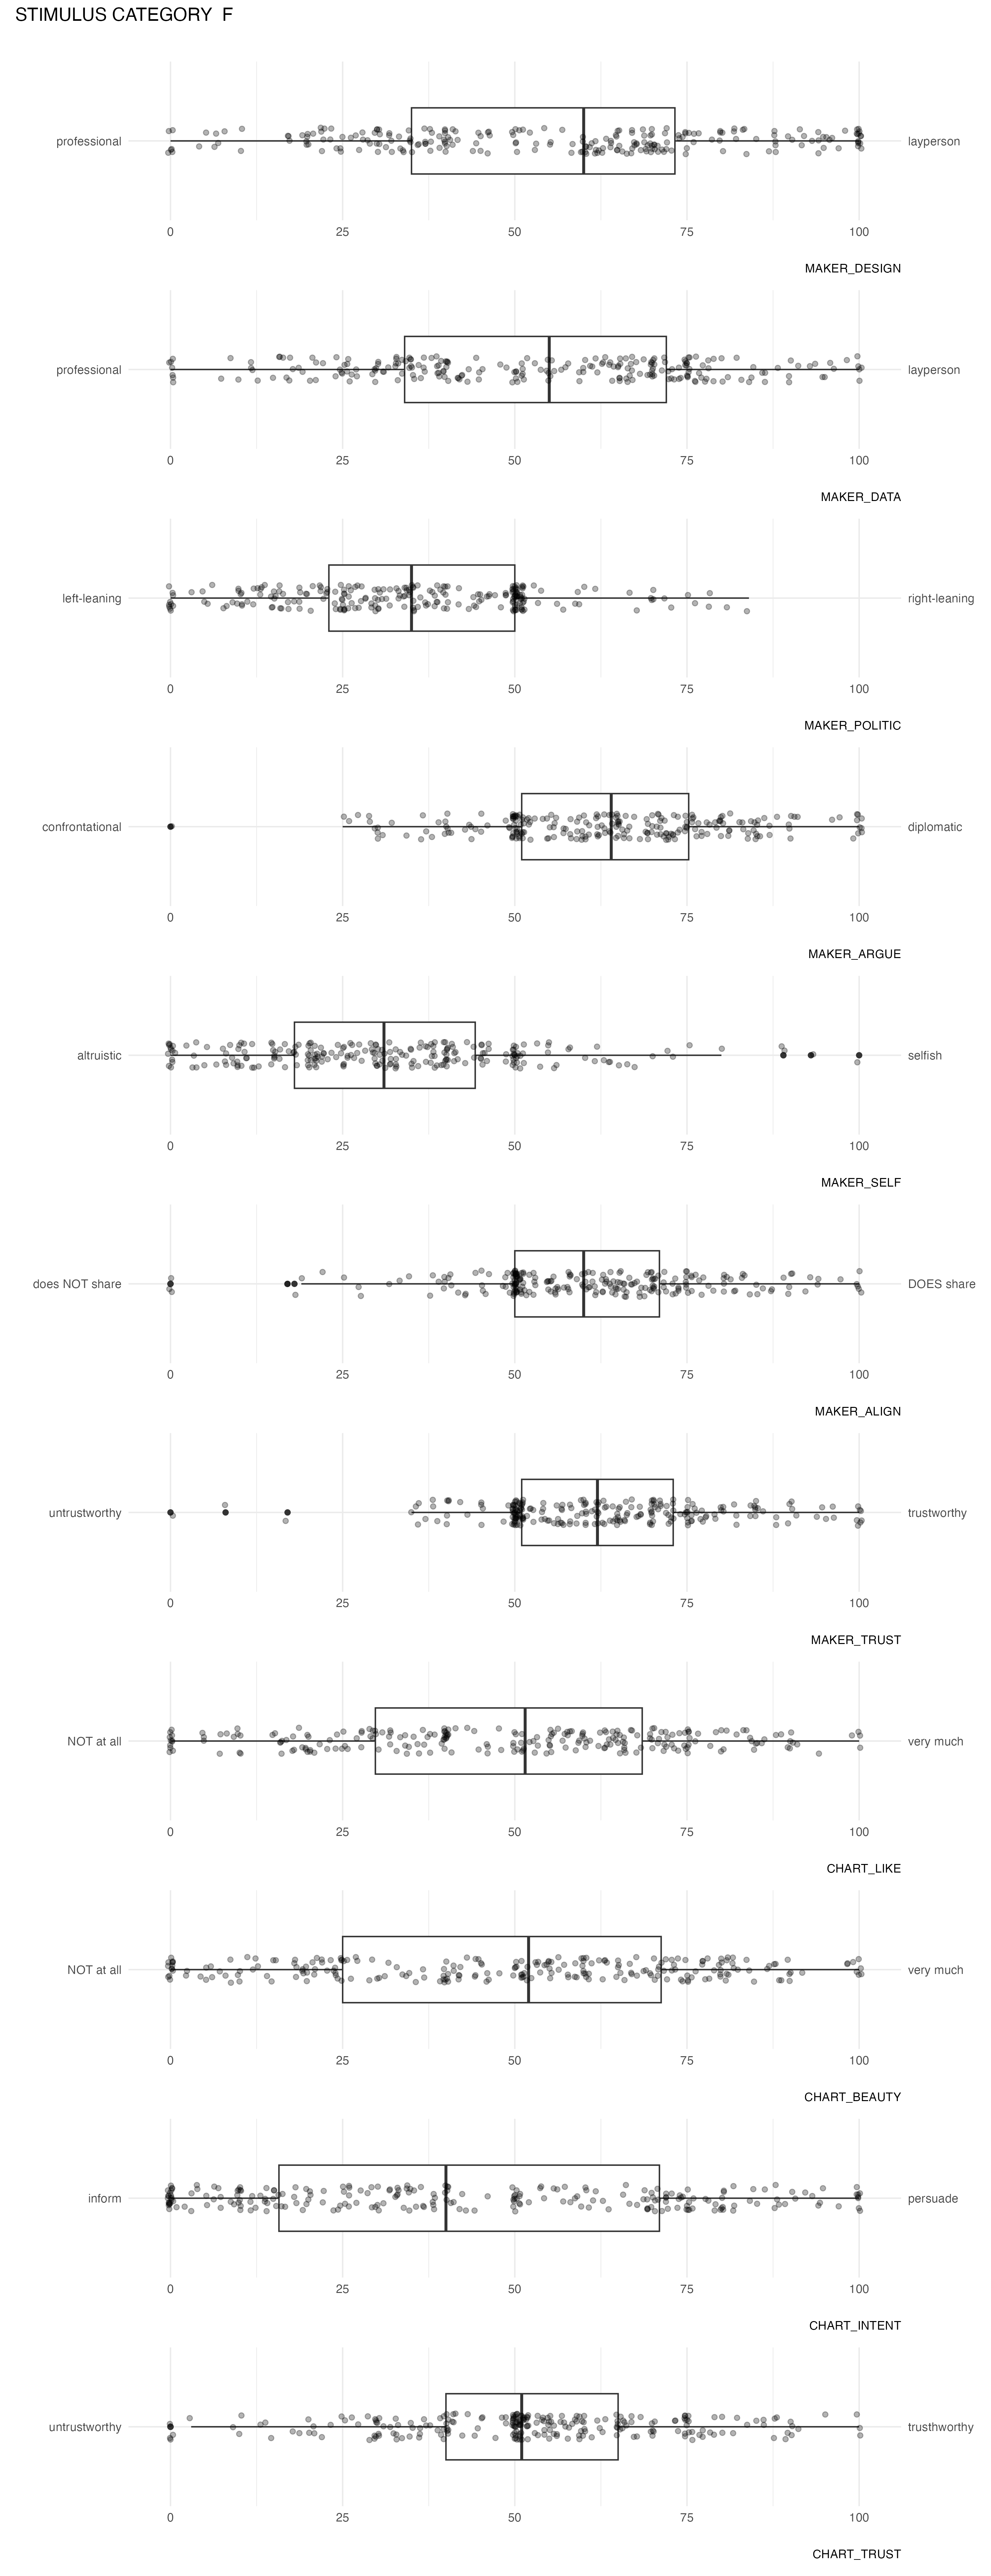 STIMULUS CATEGORY F
professional layperson
0 25 50 75 100
MAKER_DESIGN
professional layperson
0 25 50 75 100
MAKER_DATA
left-leaning right-leaning
0 25 50 75 100
MAKER_POLITIC
confrontational diplomatic
0 25 50 75 100
MAKER_ARGUE
altruistic selfish
0 25 50 75 100
MAKER_SELF
does NOT share DOES share
0 25 50 75 100
MAKER_ALIGN
untrustworthy trustworthy
0 25 50 75 100
MAKER_TRUST
NOT at all very much
0 25 50 75 100
CHART_LIKE
NOT at all very much
0 25 50 75 100
CHART_BEAUTY
inform persuade
0 25 50 75 100
CHART_INTENT
untrustworthy trusthworthy
0 25 50 75 100
CHART_TRUST